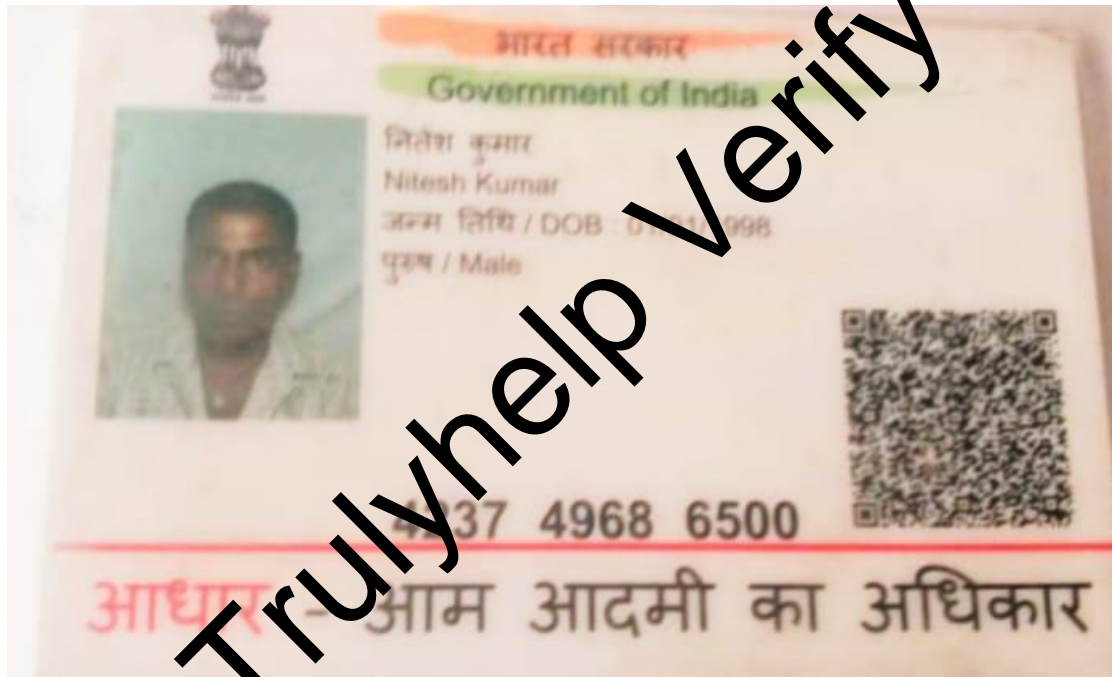 भारत सरकार
Government of India
नितेश कुमार
Nitesh Kumar
जन्म तिथि / DOB :
पुरुष / Male
4968 6500
आधार - आम आदमी का अधिकार
Trulyhelp Verify